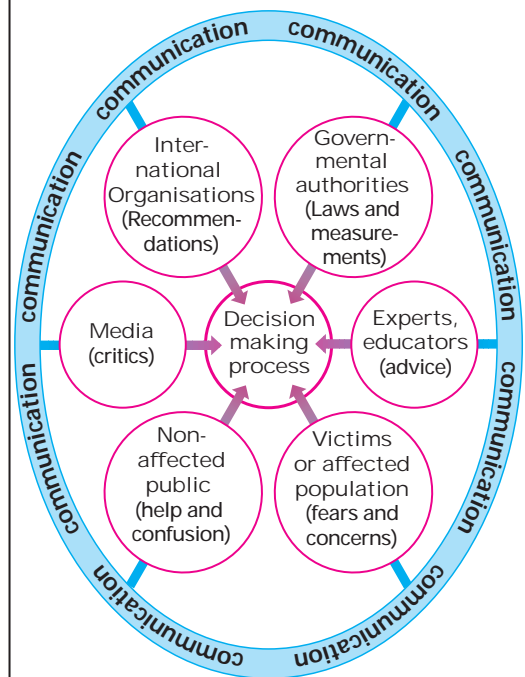 communication
communication
communication
communication
communication
communication
communication
communication
Inter-
national
Organisations
(Recommen-
dations)
Govern-
mental
authorities
(Laws and
measure-
ments)
Media
(critics)
Decision
making
process
Experts,
educators
(advice)
Non-
affected
public
(help and
confusion)
Victims
or affected
population
(fears and
concerns)